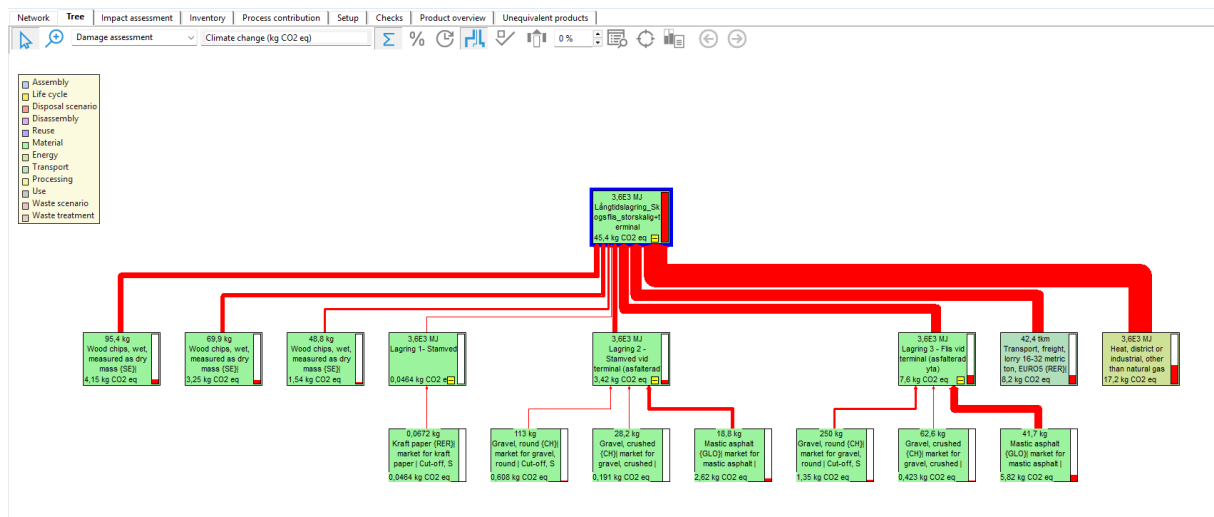 Network Tree Impact assessment Inventory Process contribution Setup Checks Product overview Unequivalent products
Damage assessment Climate change (kg CO2 eq) Σ % 0 %
Assembly
Life cycle
Disposal scenario
Disassembly
Reuse
Material
Energy
Transport
Processing
Use
Waste scenario
Waste treatment
3,6E3 MJ
Långtidslagring_Sk
ogsflis_storskalig+t
erminal
45,4 kg CO2 eq
95,4 kg
Wood chips, wet,
measured as dry
mass {SE}|
4,15 kg CO2 eq
69,9 kg
Wood chips, wet,
measured as dry
mass {SE}|
3,25 kg CO2 eq
48,8 kg
Wood chips, wet,
measured as dry
mass {SE}|
1,54 kg CO2 eq
3,6E3 MJ
Lagring 1- Stamved
0,0464 kg CO2 e
3,6E3 MJ
Lagring 2 -
Stamved vid
terminal (asfalterad
3,42 kg CO2 eq
3,6E3 MJ
Lagring 3 - Flis vid
terminal (asfalterad
yta)
7,6 kg CO2 eq
42,4 tkm
Transport, freight,
lorry 16-32 metric
ton, EURO5 {RER}|
8,2 kg CO2 eq
3,6E3 MJ
Heat, district or
industrial, other
than natural gas
17,2 kg CO2 eq
0,0672 kg
Kraft paper {RER}|
market for kraft
paper | Cut-off, S
0,0464 kg CO2 eq
113 kg
Gravel, round {CH}|
market for gravel,
round | Cut-off, S
0,608 kg CO2 eq
28,2 kg
Gravel, crushed
{CH}| market for
gravel, crushed |
0,191 kg CO2 eq
18,8 kg
Mastic asphalt
{GLO}| market for
mastic asphalt |
2,62 kg CO2 eq
250 kg
Gravel, round {CH}|
market for gravel,
round | Cut-off, S
1,35 kg CO2 eq
62,6 kg
Gravel, crushed
{CH}| market for
gravel, crushed |
0,423 kg CO2 eq
41,7 kg
Mastic asphalt
{GLO}| market for
mastic asphalt |
5,82 kg CO2 eq